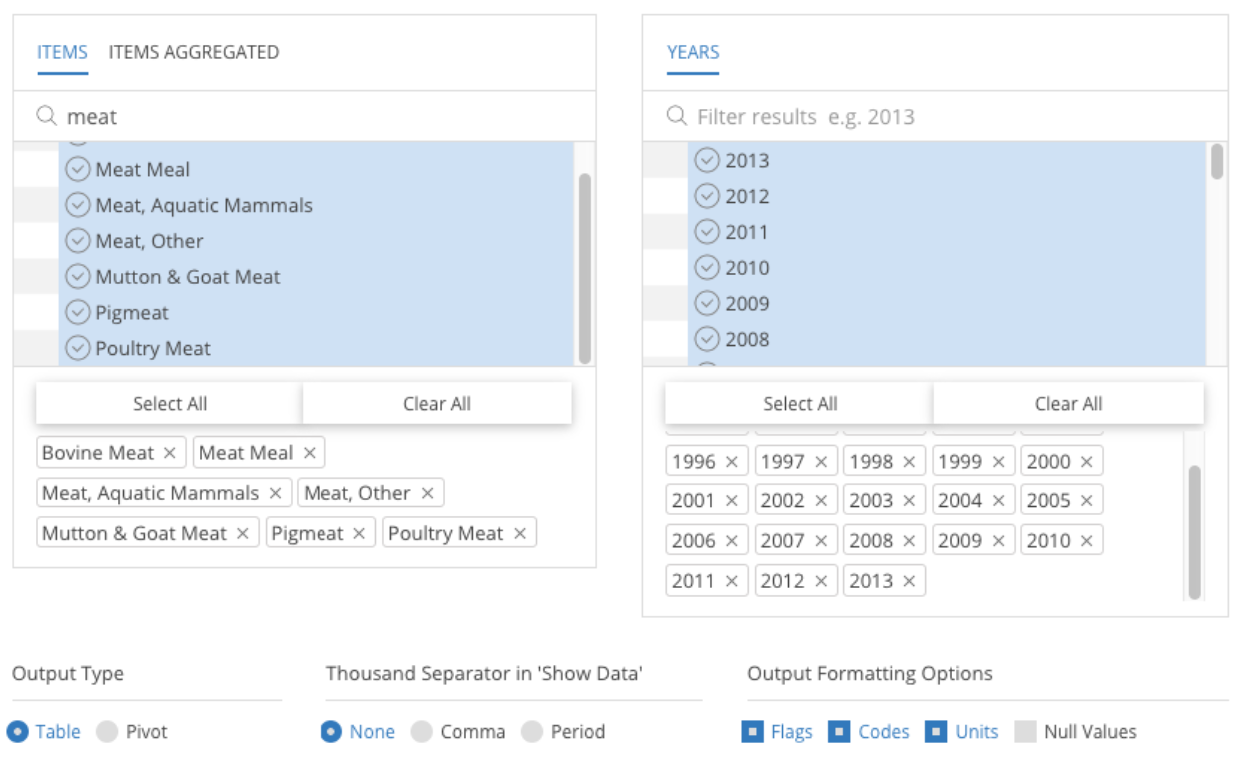 ITEMS ITEMS AGGREGATED
meat
Meat Meal
Meat, Aquatic Mammals
Meat, Other
Mutton & Goat Meat
Pigmeat
Poultry Meat
Select All Clear All
Bovine Meat × Meat Meal ×
Meat, Aquatic Mammals × Meat, Other ×
Mutton & Goat Meat × Pigmeat × Poultry Meat ×
YEARS
Filter results e.g. 2013
2013
2012
2011
2010
2009
2008
Select All Clear All
1996 × 1997 × 1998 × 1999 × 2000 ×
2001 × 2002 × 2003 × 2004 × 2005 ×
2006 × 2007 × 2008 × 2009 × 2010 ×
2011 × 2012 × 2013 ×
Output Type
Table Pivot
Thousand Separator in 'Show Data'
None Comma Period
Output Formatting Options
Flags Codes Units Null Values